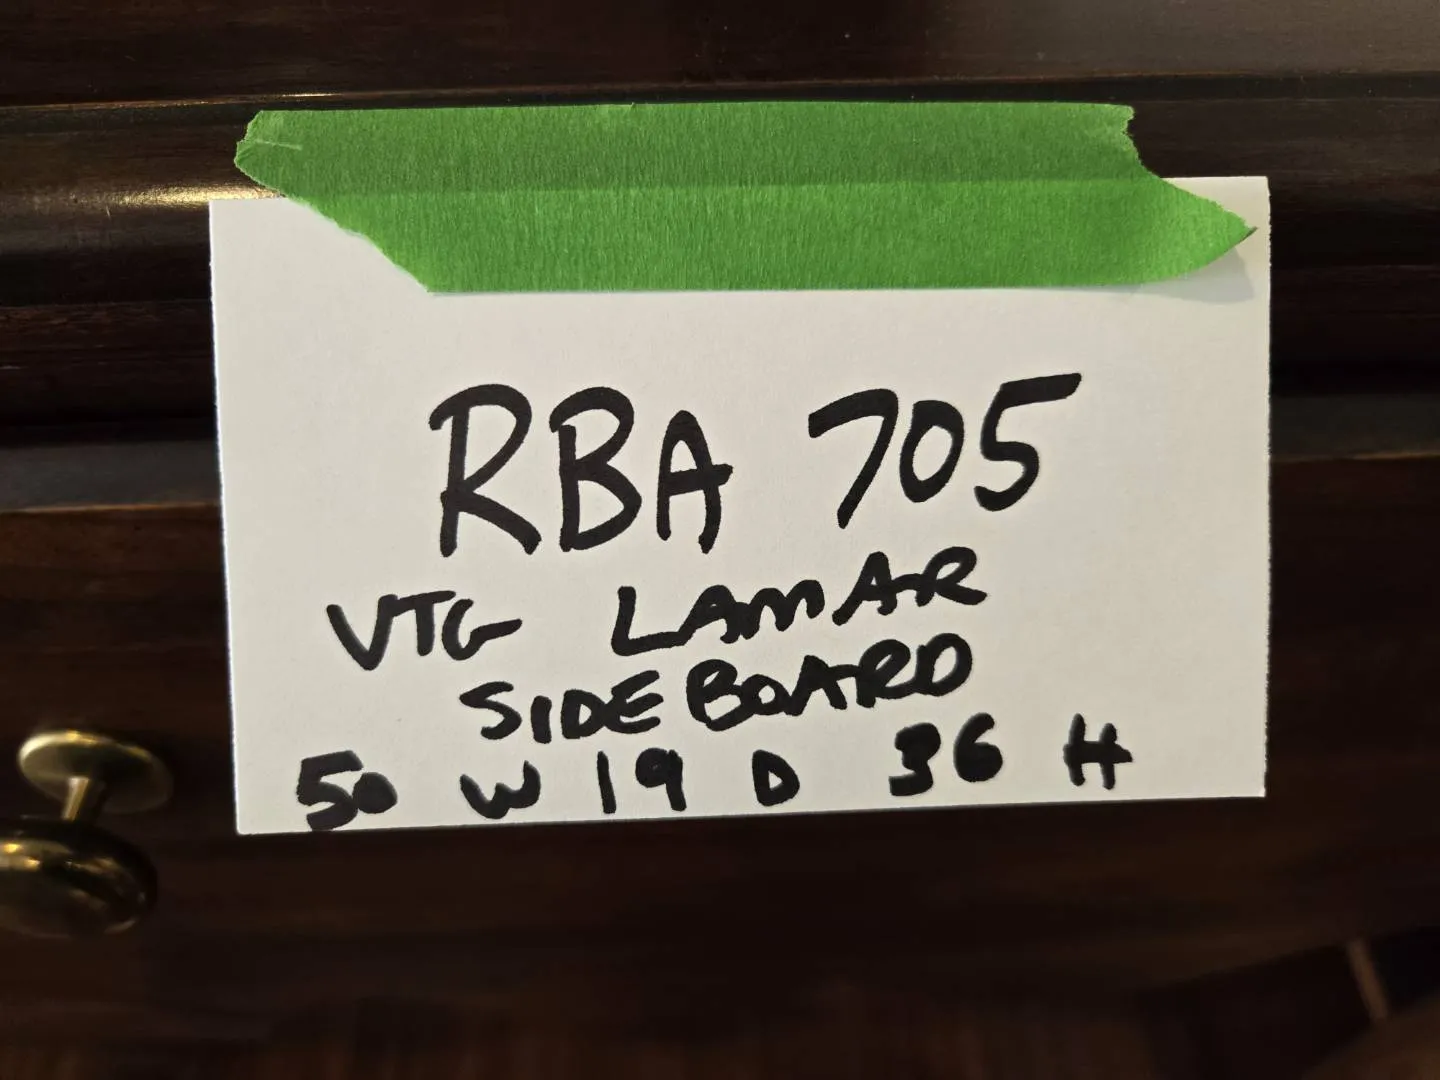 RBA 705
VTG LAMAR
SIDEBOARD
50 W 19 D 36 H